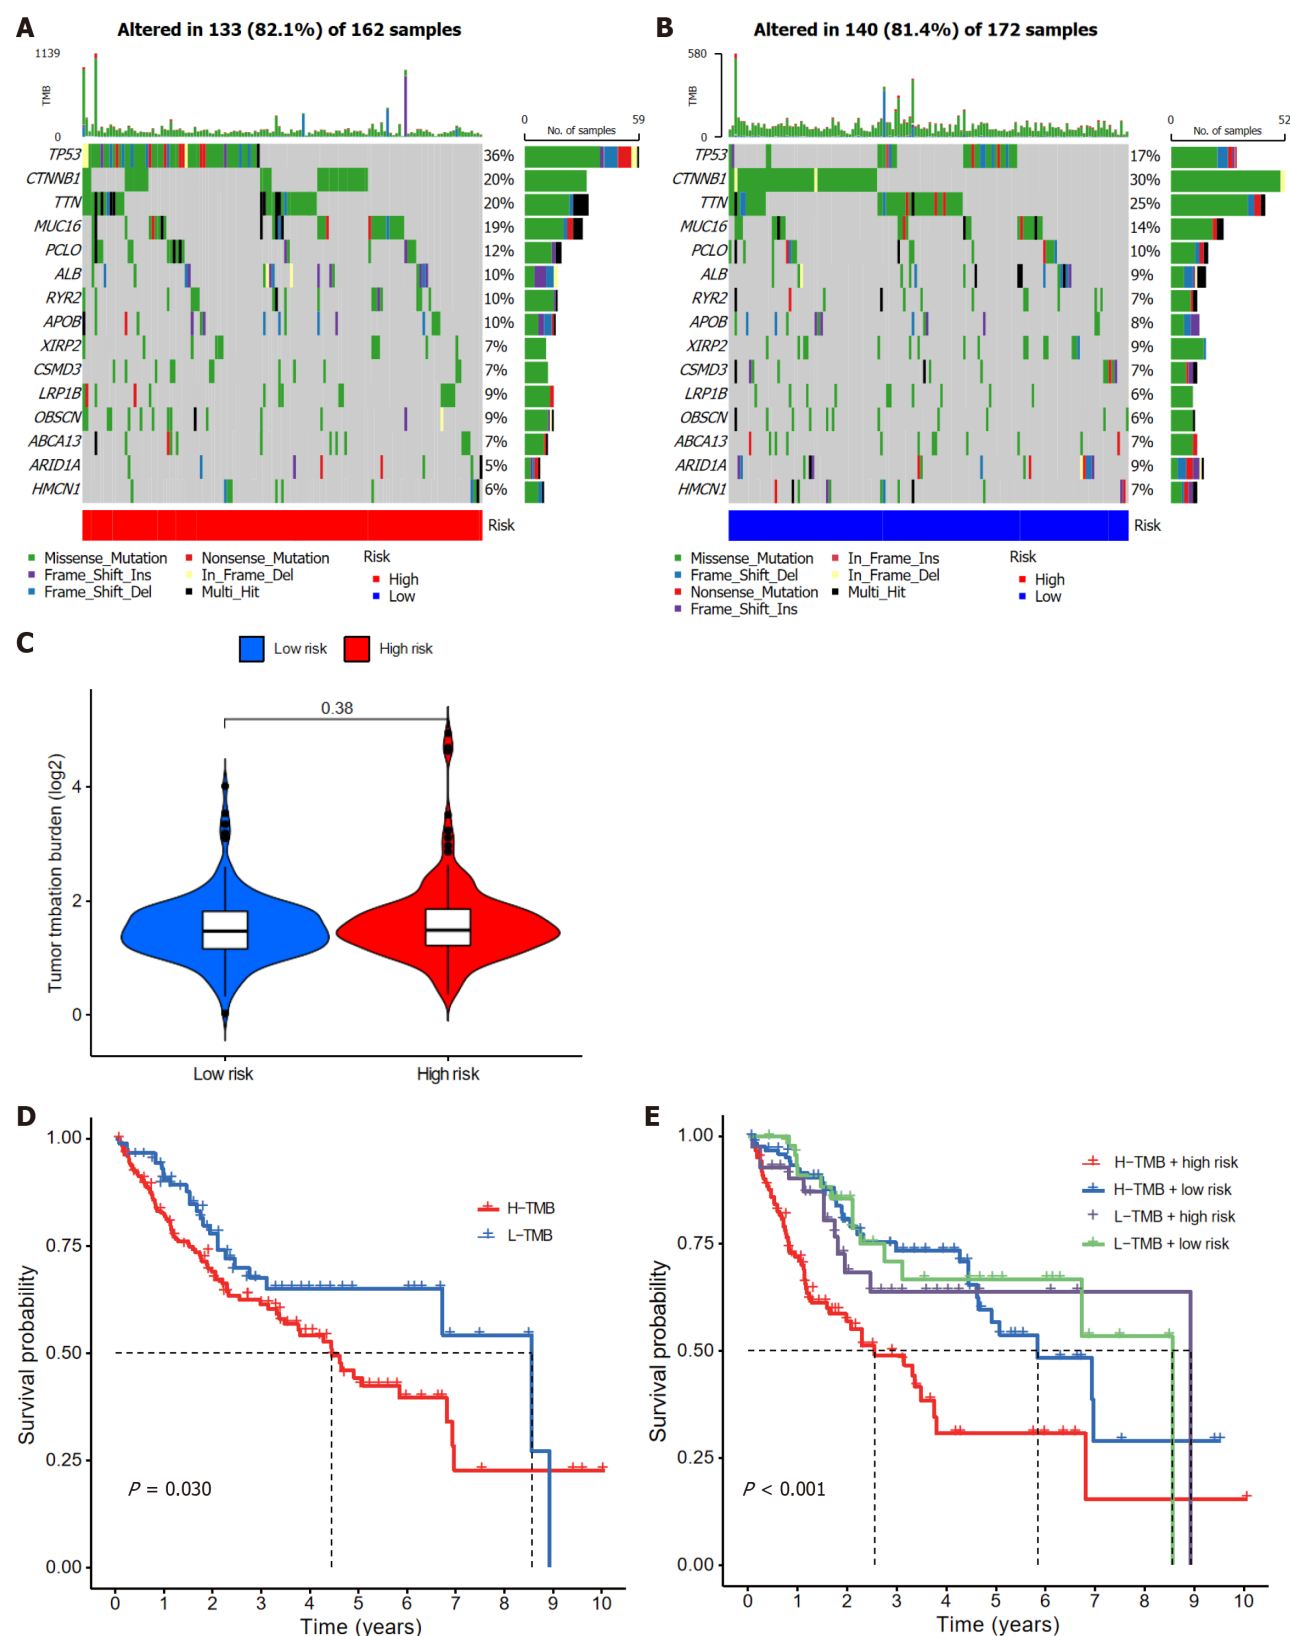 A
Altered in 133 (82.1%) of 162 samples
1139
TMB
0
0
59
No. of samples
TP53 36%
CTNNB1 20%
TTN 20%
MUC16 19%
PCLO 12%
ALB 10%
RYR2 10%
APOB 10%
XIRP2 7%
CSMD3 7%
LRP1B 9%
OBSCN 9%
ABCA13 7%
ARID1A 5%
HMCN1 6%
Risk
Missense_Mutation
Frame_Shift_Ins
Frame_Shift_Del
Nonsense_Mutation
In_Frame_Del
Multi_Hit
Risk
High
Low
B
Altered in 140 (81.4%) of 172 samples
580
TMB
0
0
52
No. of samples
TP53 17%
CTNNB1 30%
TTN 25%
MUC16 14%
PCLO 10%
ALB 9%
RYR2 7%
APOB 8%
XIRP2 9%
CSMD3 7%
LRP1B 6%
OBSCN 6%
ABCA13 7%
ARID1A 9%
HMCN1 7%
Risk
Missense_Mutation
Frame_Shift_Del
Nonsense_Mutation
Frame_Shift_Ins
In_Frame_Ins
In_Frame_Del
Multi_Hit
Risk
High
Low
C
Low risk High risk
0.38
Tumor tmbation burden (log2)
4
2
0
Low risk High risk
D
1.00
0.75
0.50
0.25
0.00
Survival probability
H−TMB
L−TMB
P = 0.030
0 1 2 3 4 5 6 7 8 9 10
Time (years)
E
1.00
0.75
0.50
0.25
0.00
Survival probability
H−TMB + high risk
H−TMB + low risk
L−TMB + high risk
L−TMB + low risk
P < 0.001
0 1 2 3 4 5 6 7 8 9 10
Time (years)